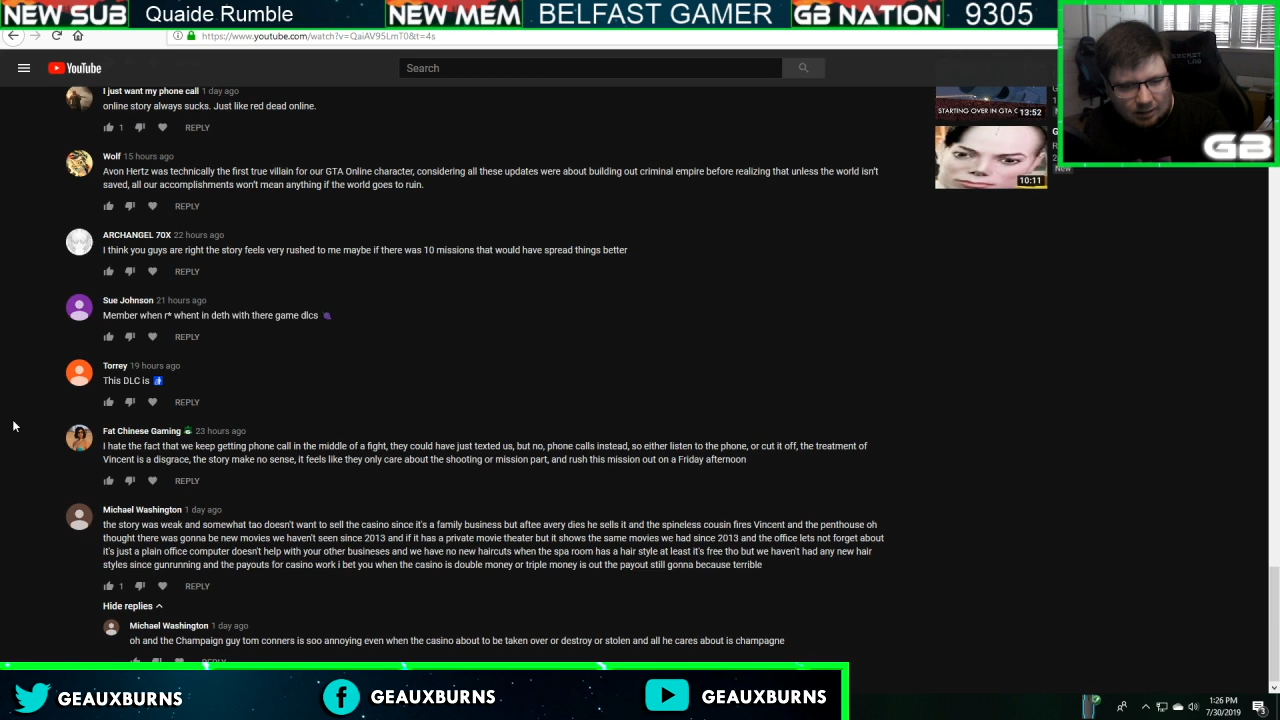 NEW SUB Quaide Rumble NEW MEM BELFAST GAMER GB NATION 9305
https://www.youtube.com/watch?v=QaiAV95LmT0&t=4s
YouTube
Search
I just want my phone call 1 day ago
online story always sucks. Just like red dead online.
1 REPLY
STARTING OVER IN GTA 13:52
Wolf 15 hours ago
Avon Hertz was technically the first true villain for our GTA Online character, considering all these updates were about building out criminal empire before realizing that unless the world isn't
saved, all our accomplishments won't mean anything if the world goes to ruin.
REPLY
10:11
New
GB
ARCHANGEL 70X 22 hours ago
I think you guys are right the story feels very rushed to me maybe if there was 10 missions that would have spread things better
REPLY
Sue Johnson 21 hours ago
Member when r* whent in deth with there game dlcs 🍆
REPLY
Torrey 19 hours ago
This DLC is 🚮
REPLY
Fat Chinese Gaming 23 hours ago
I hate the fact that we keep getting phone call in the middle of a fight, they could have just texted us, but no, phone calls instead, so either listen to the phone, or cut it off, the treatment of
Vincent is a disgrace, the story make no sense, it feels like they only care about the shooting or mission part, and rush this mission out on a Friday afternoon
REPLY
Michael Washington 1 day ago
the story was weak and somewhat tao doesn't want to sell the casino since it's a family business but aftee avery dies he sells it and the spineless cousin fires Vincent and the penthouse oh
thought there was gonna be new movies we haven't seen since 2013 and if it has a private movie theater but it shows the same movies we had since 2013 and the office lets not forget about
it's just a plain office computer doesn't help with your other businesses and we have no new haircuts when the spa room has a hair style at least it's free tho but we haven't had any new hair
styles since gunrunning and the payouts for casino work i bet you when the casino is double money or triple money is out the payout still gonna because terrible
1 REPLY
Hide replies
Michael Washington 1 day ago
oh and the Champaign guy tom conners is soo annoying even when the casino about to be taken over or destroy or stolen and all he cares about is champagne
REPLY
GEAUXBURNS GEAUXBURNS GEAUXBURNS
1:26 PM
7/30/2019
3